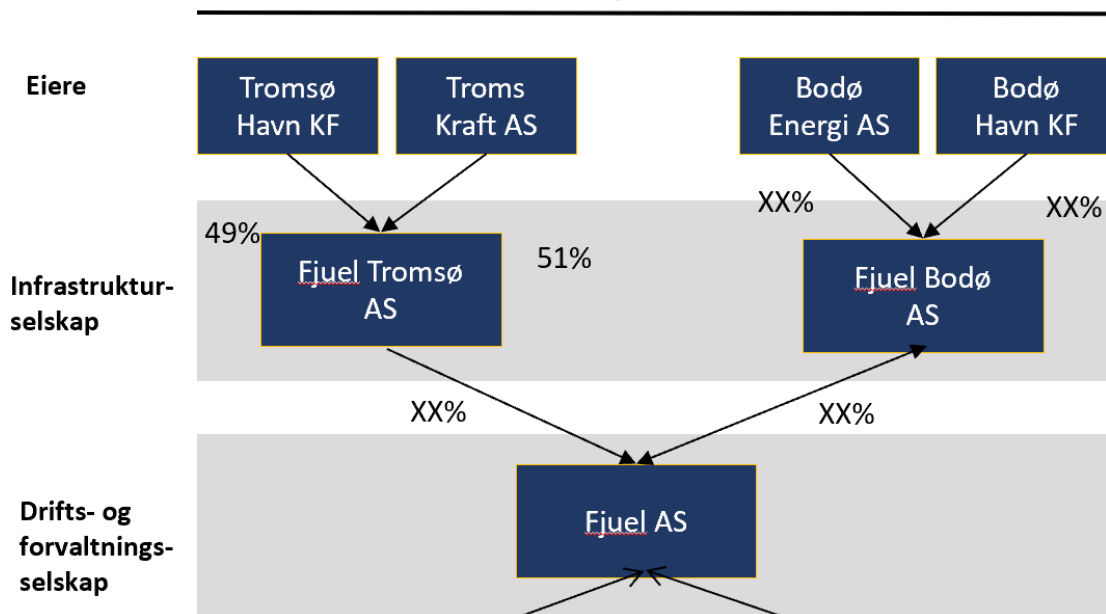 Eiere
Tromsø
Havn KF
Troms
Kraft AS
Bodø
Energi AS
Bodø
Havn KF
XX%
XX%
49%
51%
Infrastruktur-
selskap
Fjuel Tromsø
AS
Fjuel Bodø
AS
XX%
XX%
Drifts- og
forvaltnings-
selskap
Fjuel AS